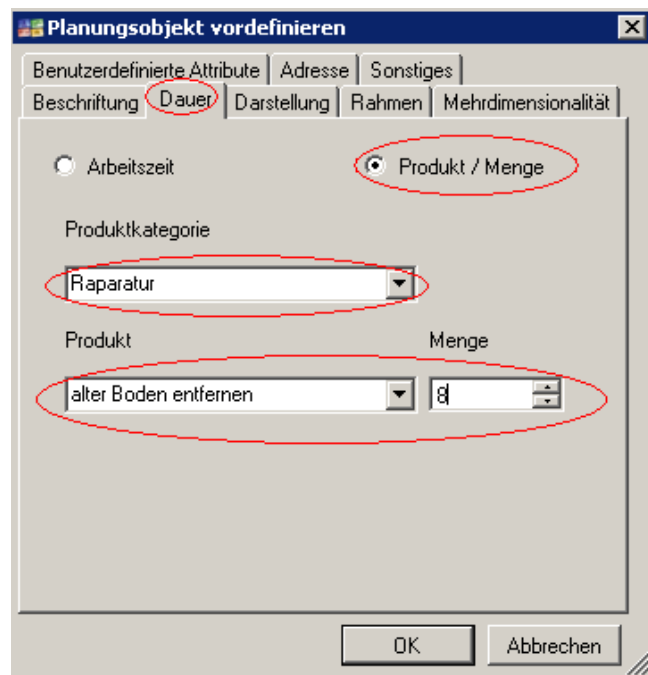 Planungsobjekt vordefinieren
Benutzerdefinierte Attribute Adresse Sonstiges
Beschriftung Dauer Darstellung Rahmen Mehrdimensionalität
Arbeitszeit Produkt / Menge
Produktkategorie
Raparatur
Produkt Menge
alter Boden entfernen 8
OK Abbrechen